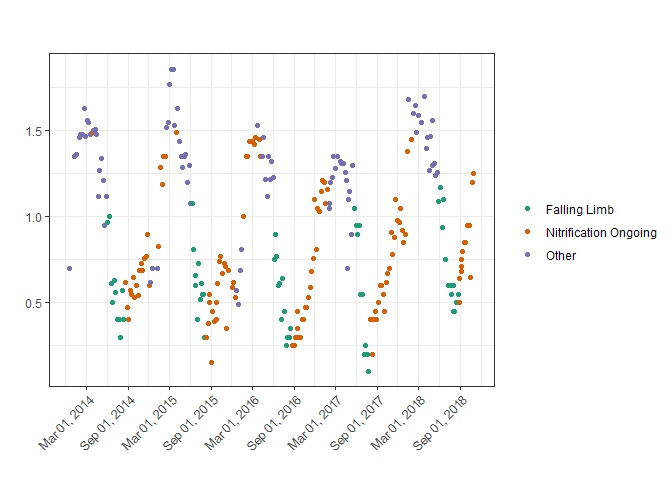 1.5
1.0
0.5
Mar 01, 2014
Sep 01, 2014
Mar 01, 2015
Sep 01, 2015
Mar 01, 2016
Sep 01, 2016
Mar 01, 2017
Sep 01, 2017
Mar 01, 2018
Sep 01, 2018
Falling Limb
Nitrification Ongoing
Other